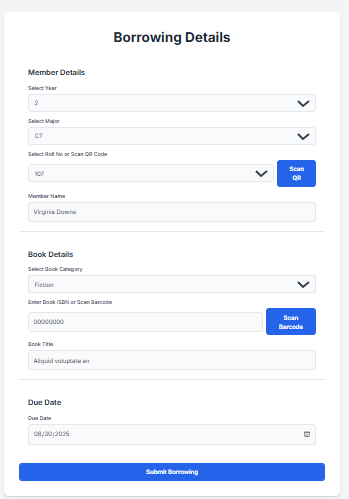 Borrowing Details
Member Details
Select Year
2
Select Major
CT
Select Roll No or Scan QR Code
107
Scan
QR
Member Name
Virginia Downs
Book Details
Select Book Category
Fiction
Enter Book ISBN or Scan Barcode
00000000
Scan
Barcode
Book Title
Aliquid voluptate an
Due Date
Due Date
08/30/2025
Submit Borrowing